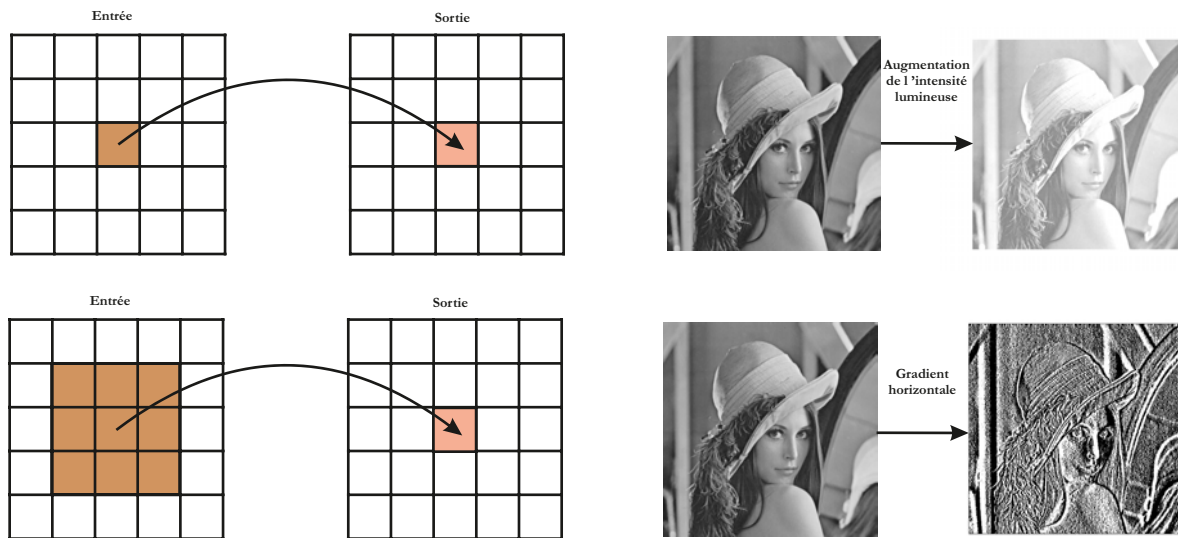 Entrée
Sortie
Augmentation
de l 'intensité
lumineuse
Entrée
Sortie
Gradient
horizontale